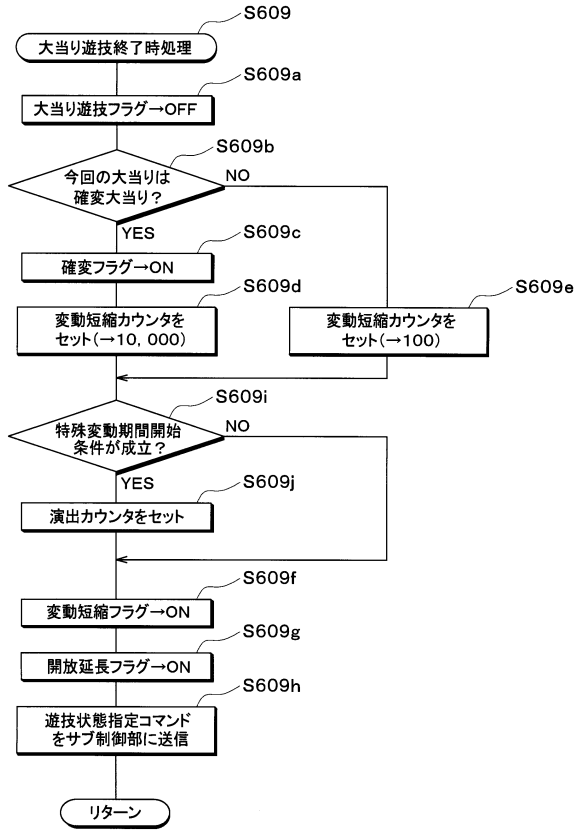 S609
大当り遊技終了時処理
S609a
大当り遊技フラグ→OFF
S609b
今回の大当りは
確変大当り？
NO
YES
S609c
確変フラグ→ON
S609d
変動短縮カウンタを
セット(→10, 000)
S609e
変動短縮カウンタを
セット(→100)
S609i
特殊変動期間開始
条件が成立？
NO
YES
S609j
演出カウンタをセット
S609f
変動短縮フラグ→ON
S609g
開放延長フラグ→ON
S609h
遊技状態指定コマンド
をサブ制御部に送信
リターン